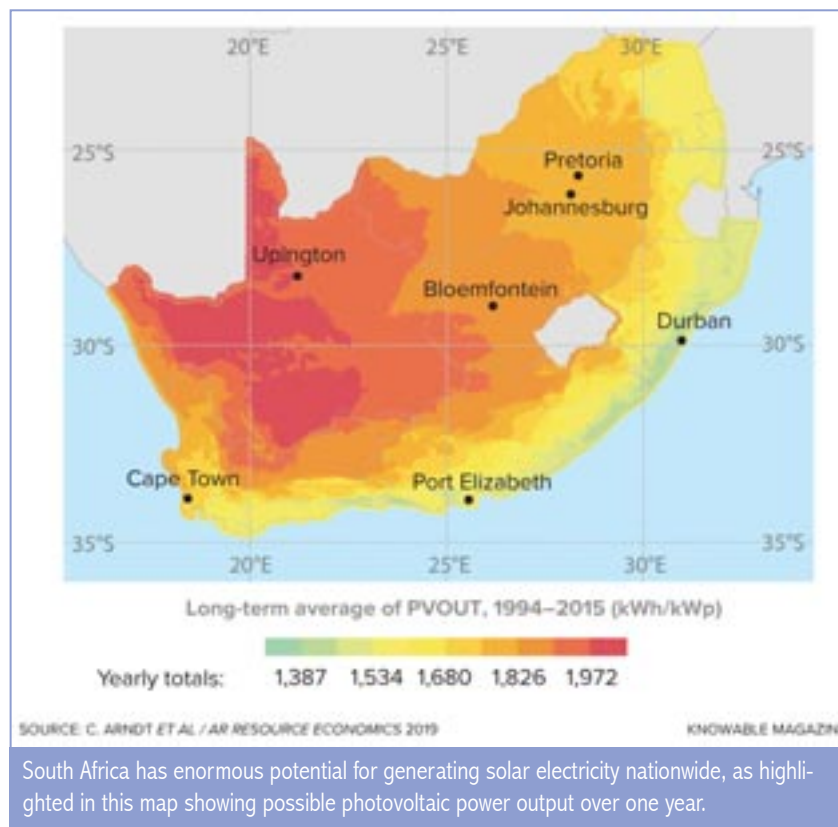 20°E 25°E 30°E
25°S 25°S
Pretoria
Johannesburg
Upington
Bloemfontein
Durban
30°S 30°S
Cape Town Port Elizabeth
35°S 35°S
20°E 25°E 30°E
Long-term average of PVOUT, 1994–2015 (kWh/kWp)
Yearly totals: 1,387 1,534 1,680 1,826 1,972
SOURCE: C. ARNDT ET AL / AR RESOURCE ECONOMICS 2019 KNOWABLE MAGAZIN
South Africa has enormous potential for generating solar electricity nationwide, as highli-
ghted in this map showing possible photovoltaic power output over one year.